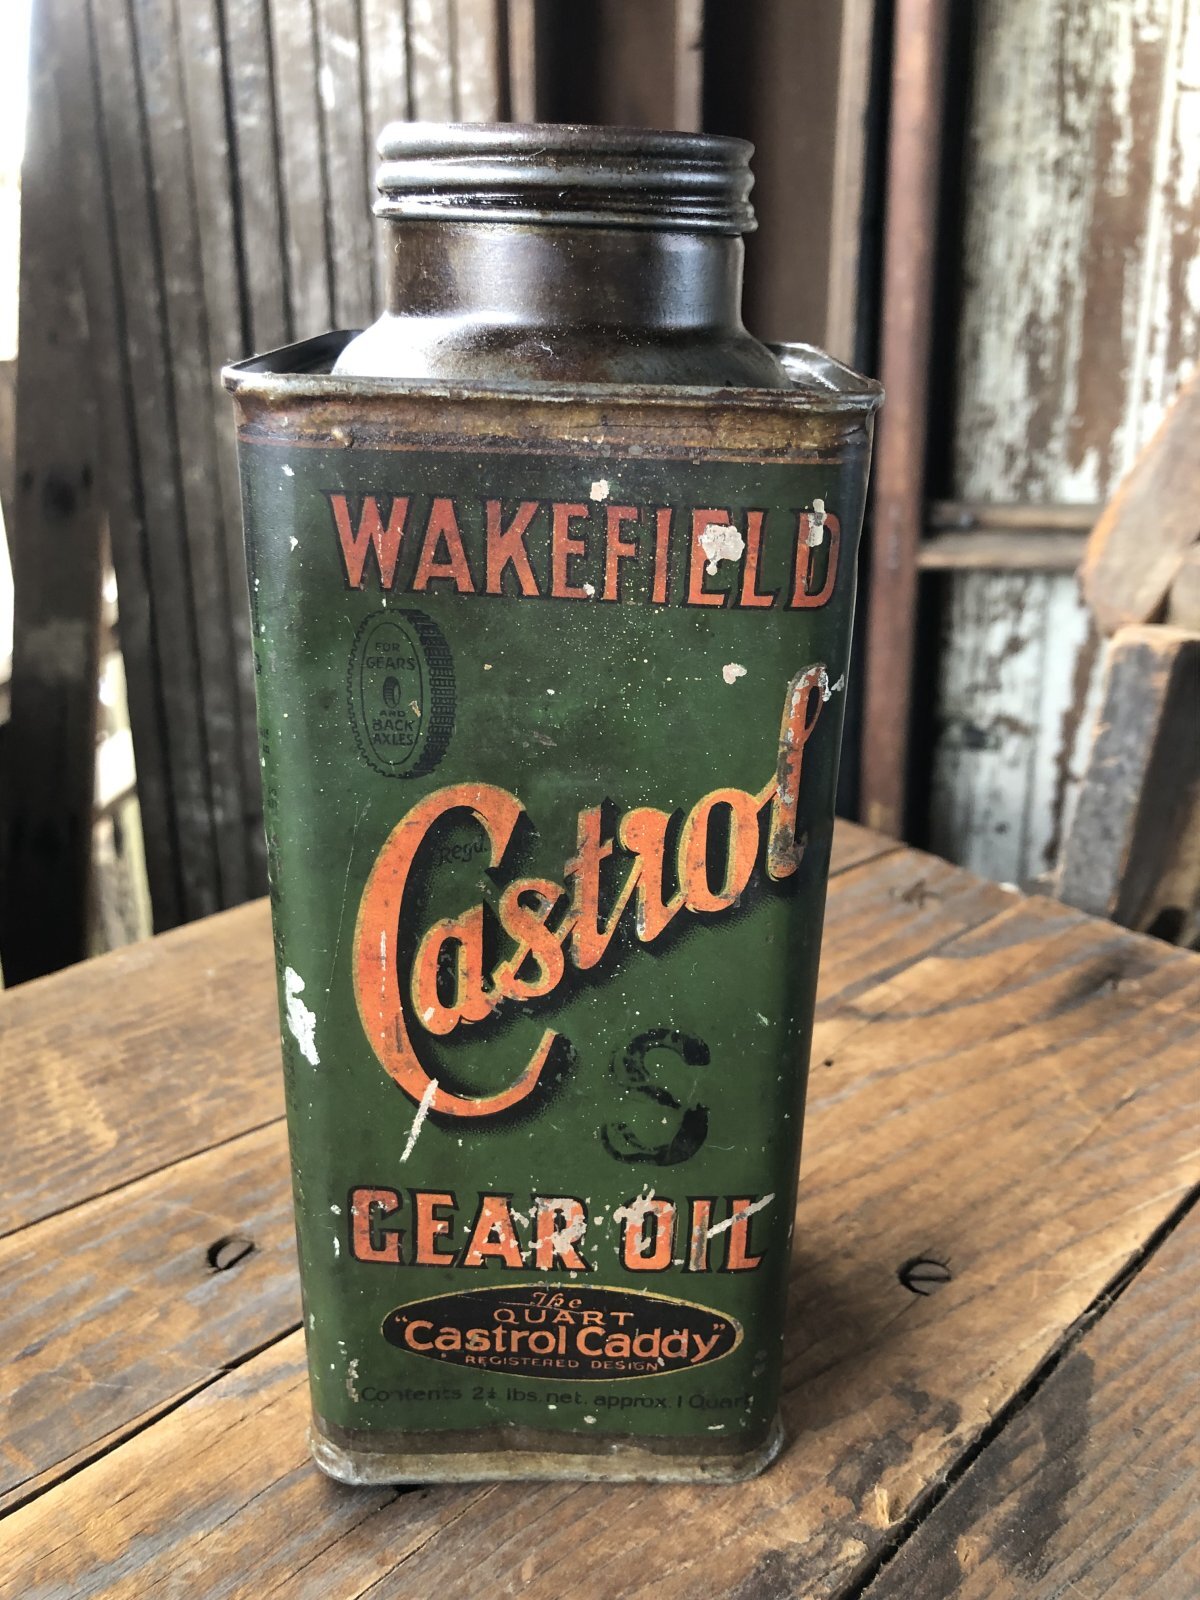 WAKEFIELD
FOR
GEARS
AND
BACK
AXLES
Castrol
Regd.
S
GEAR OIL
The
QUART
"Castrol Caddy"
REGISTERED DESIGN
Contents 2¼ lbs. net. approx. 1 Quart